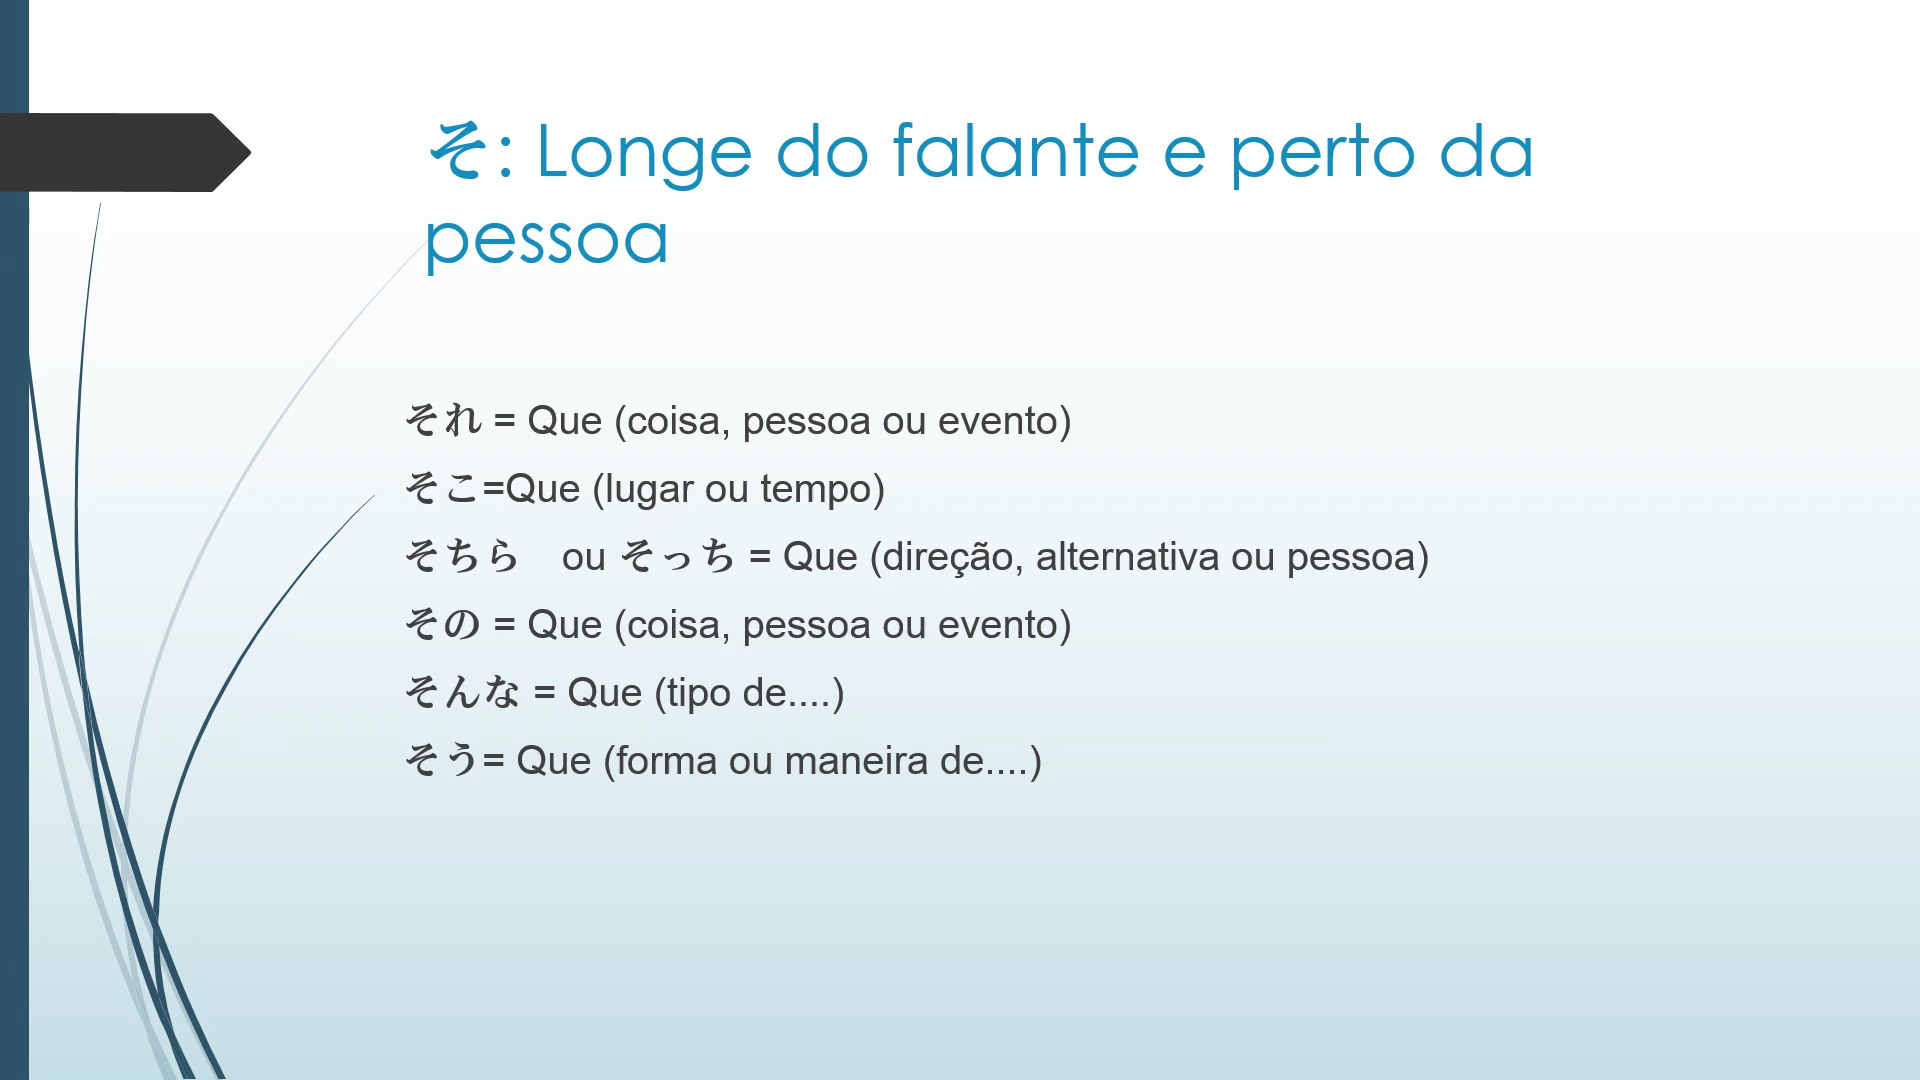 そ: Longe do falante e perto da
pessoa
それ = Que (coisa, pessoa ou evento)
そこ=Que (lugar ou tempo)
そちら　ou そっち = Que (direção, alternativa ou pessoa)
その = Que (coisa, pessoa ou evento)
そんな = Que (tipo de....)
そう= Que (forma ou maneira de....)